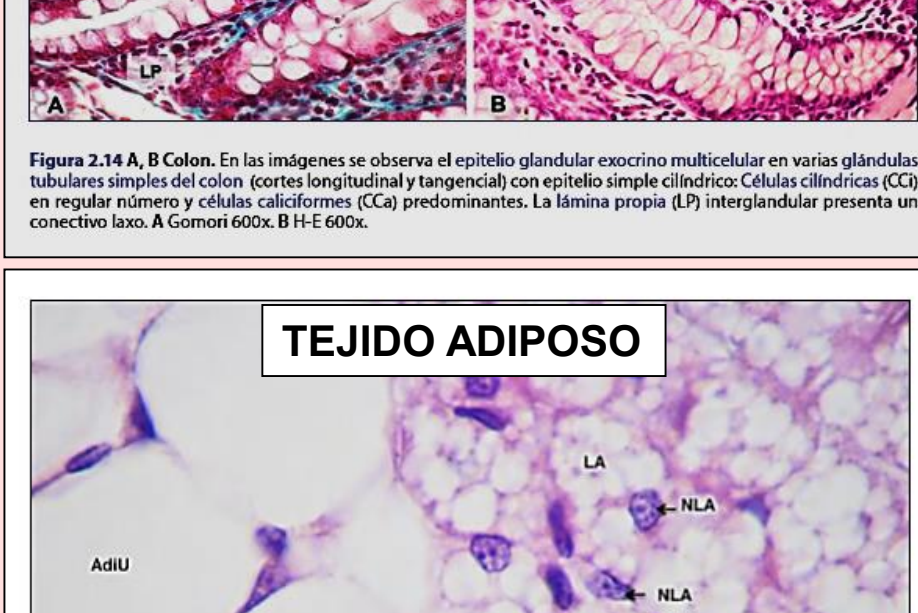 LP
A
B
Figura 2.14 A, B Colon. En las imágenes se observa el epitelio glandular exocrino multicelular en varias glándulas
tubulares simples del colon (cortes longitudinal y tangencial) con epitelio simple cilíndrico: Células cilíndricas (CCi)
en regular número y células caliciformes (CCa) predominantes. La lámina propia (LP) interglandular presenta un
conectivo laxo. A Gomori 600x. B H-E 600x.
TEJIDO ADIPOSO
LA
NLA
AdiU
NLA